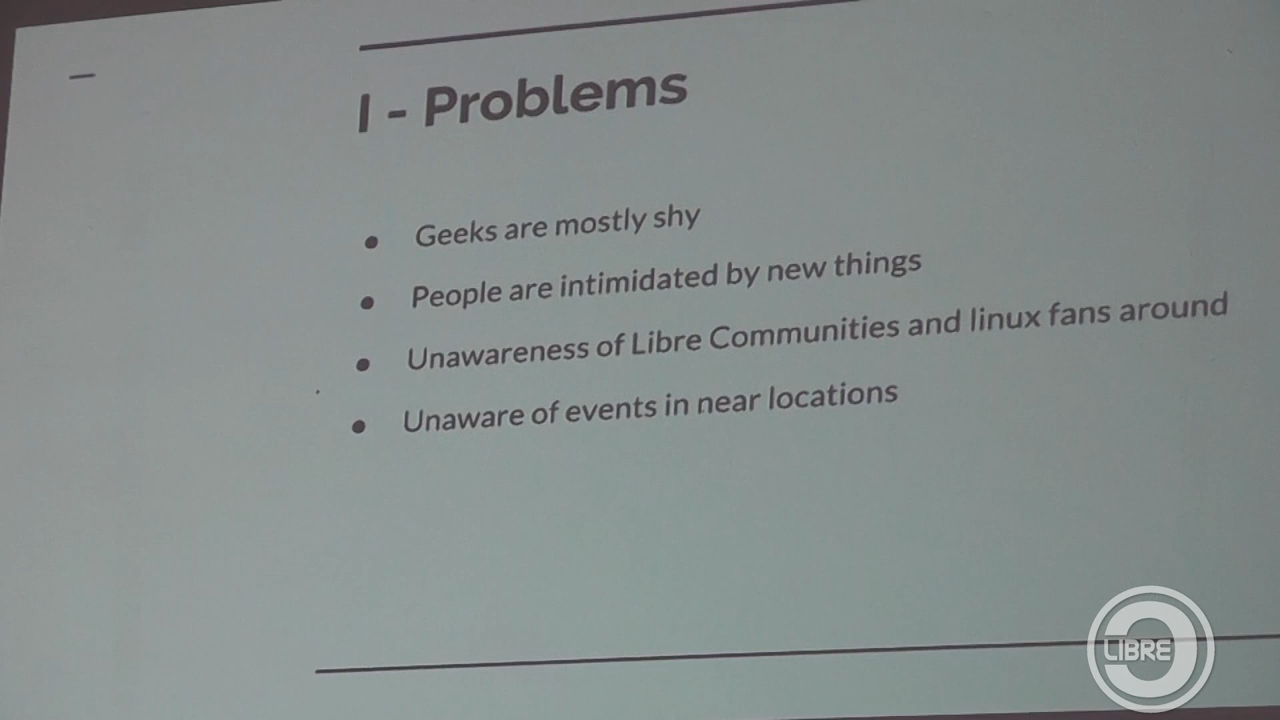 I - Problems
● Geeks are mostly shy
● People are intimidated by new things
● Unawareness of Libre Communities and linux fans around
● Unaware of events in near locations
LIBRE